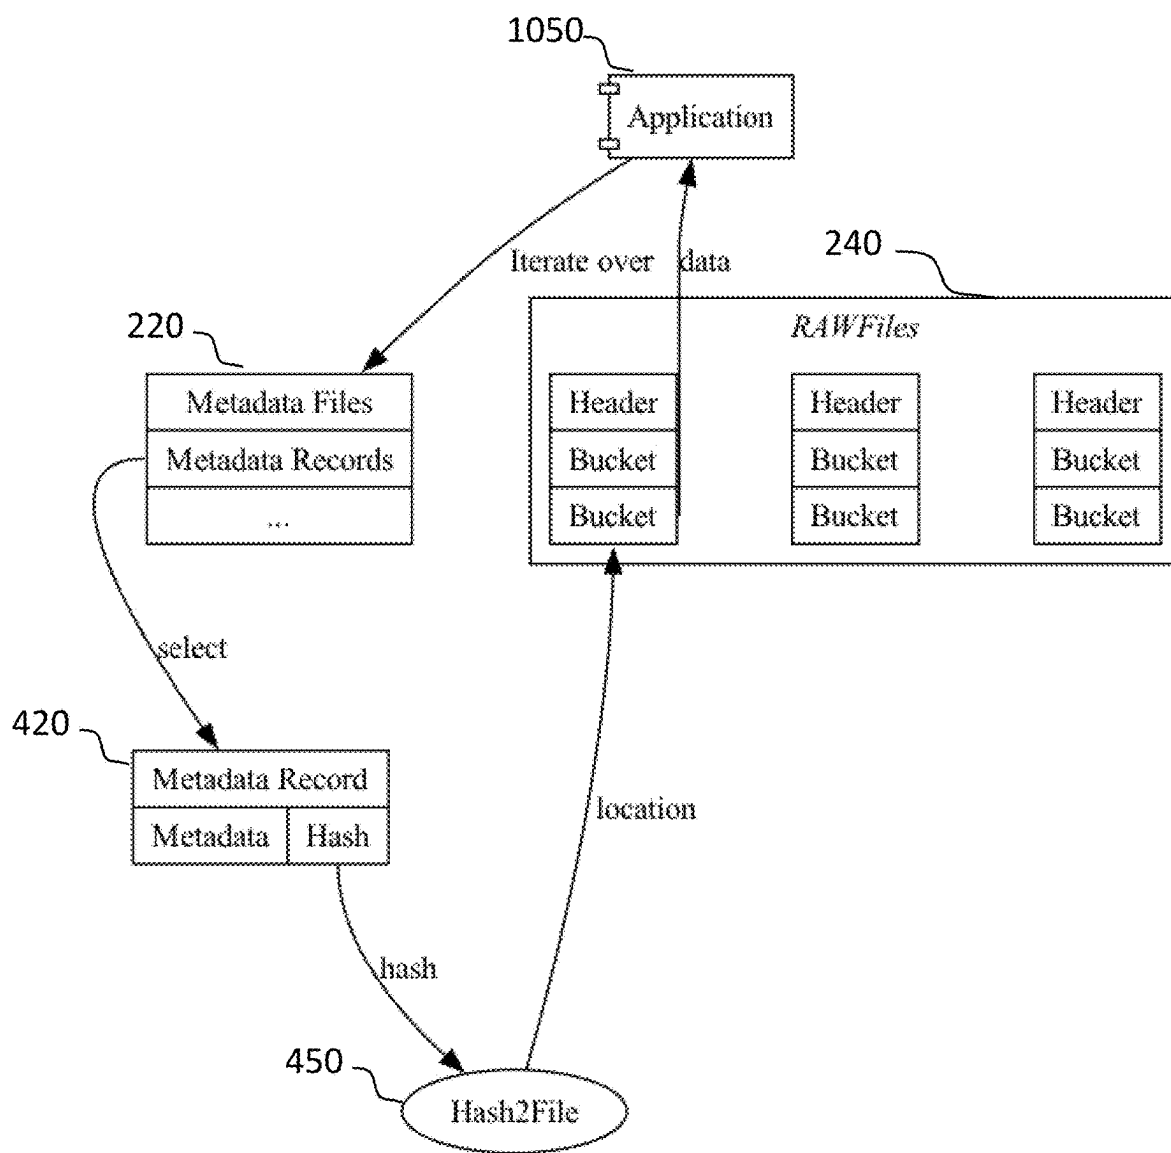 1050
Application
Iterate over data
240
RAWFiles
220
Metadata Files
Metadata Records
...
Header
Bucket
Bucket
Header
Bucket
Bucket
Header
Bucket
Bucket
select
420
Metadata Record
Metadata Hash
location
hash
450
Hash2File